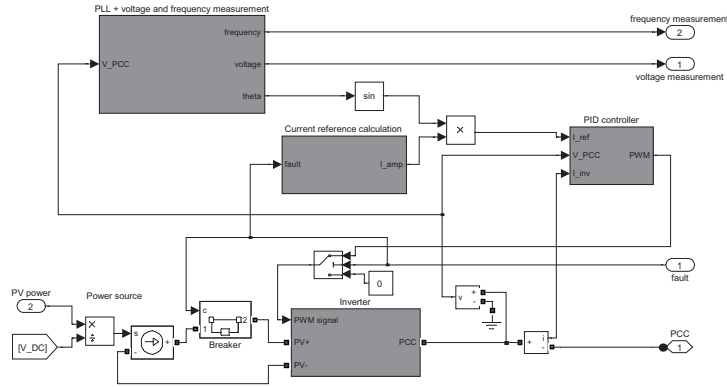 PLL + voltage and frequency measurement
frequency measurement
frequency
2
V_PCC
voltage
1
voltage measurement
theta
sin
Current reference calculation
×
PID controller
I_ref
fault
I_amp
V_PCC
PWM
I_inv
1
fault
0
PV power
2
Power source
Inverter
v
+
-
c
PWM signal
×
÷
[V_DC]
s
+
-
1
2
Breaker
PV+
PCC
PV-
+
i
-
PCC
1